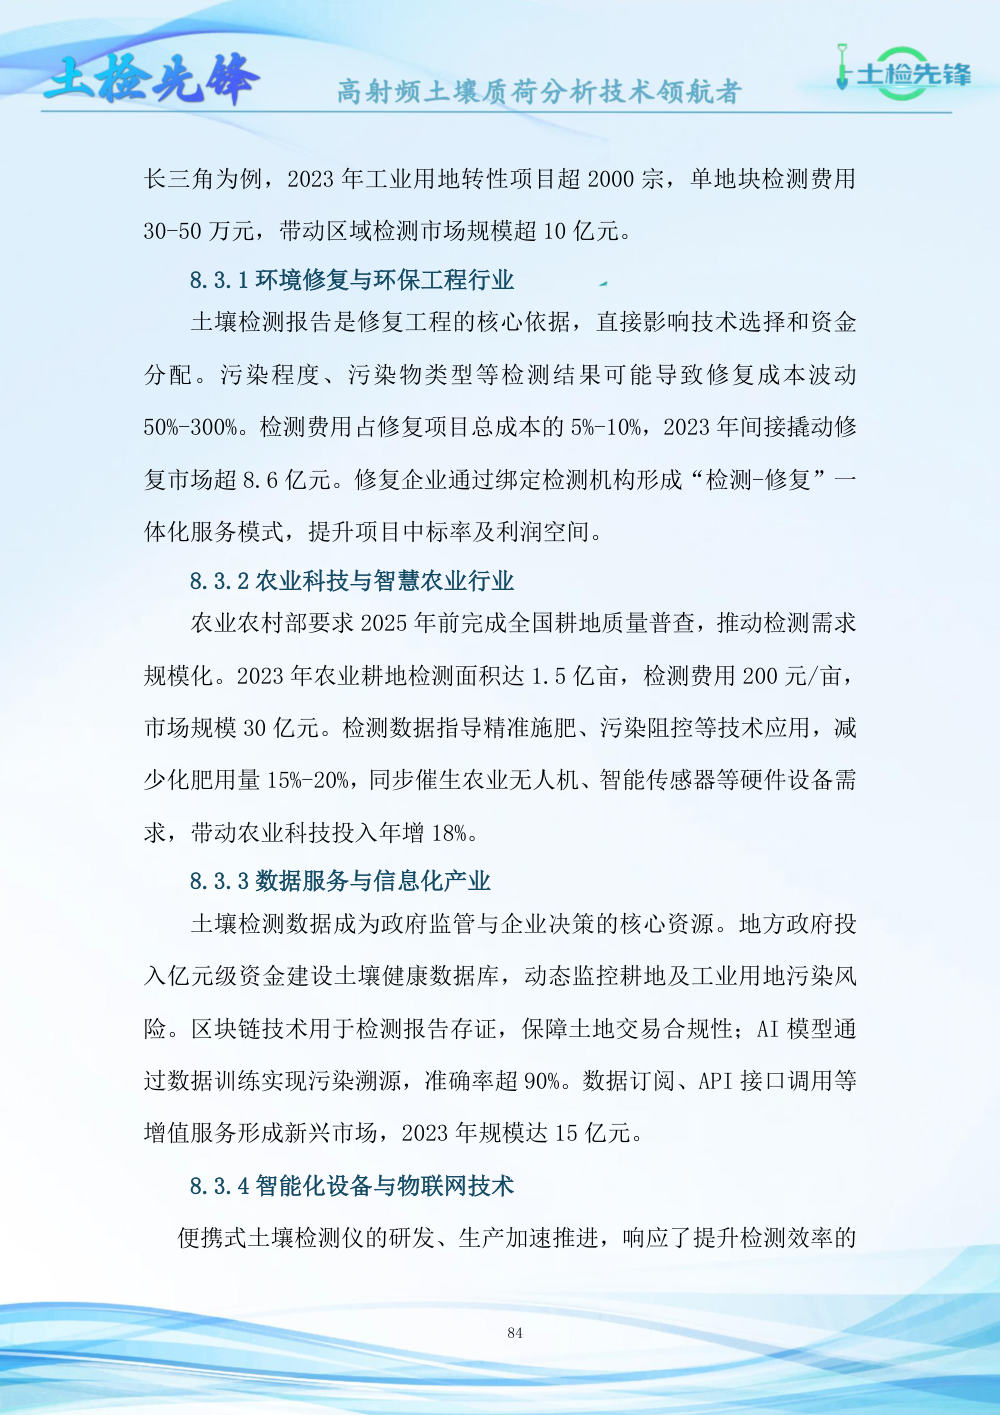 土检先锋
高射频土壤质荷分析技术领航者
土检先锋
长三角为例，2023 年工业用地转性项目超 2000 宗，单地块检测费用
30-50 万元，带动区域检测市场规模超 10 亿元。
8.3.1 环境修复与环保工程行业
土壤检测报告是修复工程的核心依据，直接影响技术选择和资金
分配。污染程度、污染物类型等检测结果可能导致修复成本波动
50%-300%。检测费用占修复项目总成本的 5%-10%，2023 年间接撬动修
复市场超 8.6 亿元。修复企业通过绑定检测机构形成“检测-修复”一
体化服务模式，提升项目中标率及利润空间。
8.3.2 农业科技与智慧农业行业
农业农村部要求 2025 年前完成全国耕地质量普查，推动检测需求
规模化。2023 年农业耕地检测面积达 1.5 亿亩，检测费用 200 元/亩，
市场规模 30 亿元。检测数据指导精准施肥、污染阻控等技术应用，减
少化肥用量 15%-20%，同步催生农业无人机、智能传感器等硬件设备需
求，带动农业科技投入年增 18%。
8.3.3 数据服务与信息化产业
土壤检测数据成为政府监管与企业决策的核心资源。地方政府投
入亿元级资金建设土壤健康数据库，动态监控耕地及工业用地污染风
险。区块链技术用于检测报告存证，保障土地交易合规性；AI 模型通
过数据训练实现污染溯源，准确率超 90%。数据订阅、API 接口调用等
增值服务形成新兴市场，2023 年规模达 15 亿元。
8.3.4 智能化设备与物联网技术
便携式土壤检测仪的研发、生产加速推进，响应了提升检测效率的
84